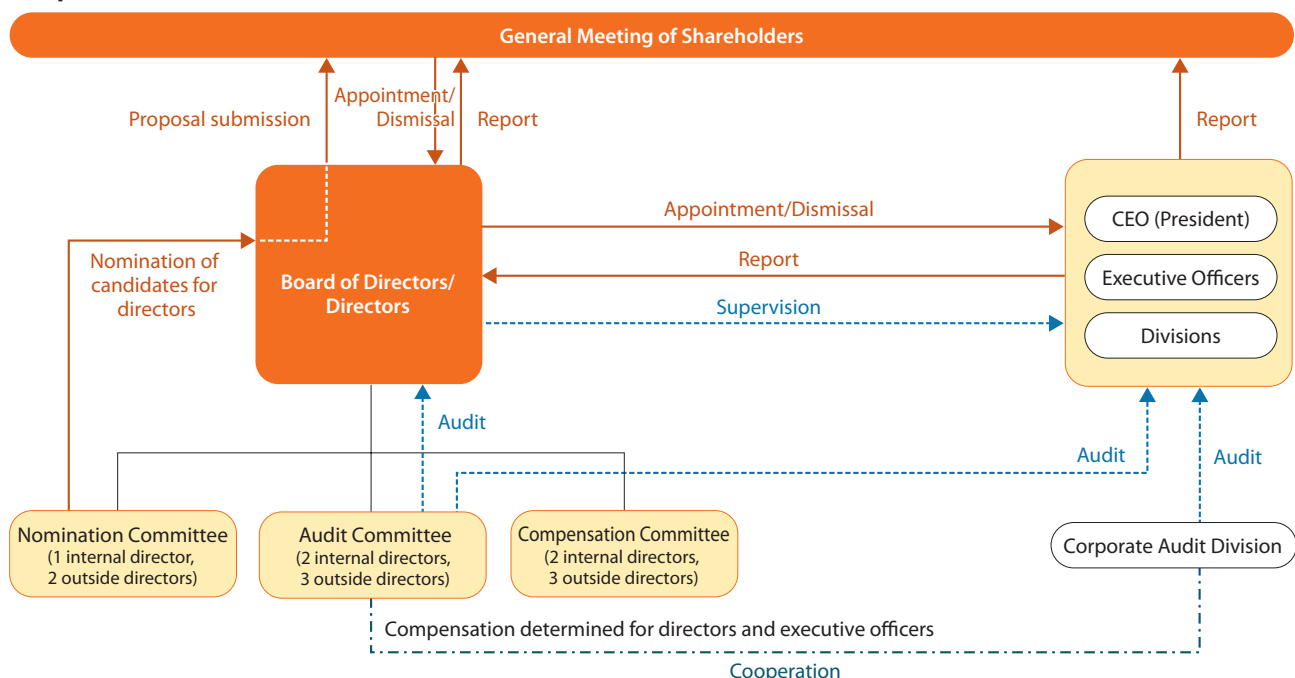 General Meeting of Shareholders
Proposal submission
Appointment/
Dismissal
Report
Report
Nomination of
candidates for
directors
Board of Directors/
Directors
Appointment/Dismissal
Report
Supervision
CEO (President)
Executive Officers
Divisions
Audit
Audit
Audit
Nomination Committee
(1 internal director,
2 outside directors)
Audit Committee
(2 internal directors,
3 outside directors)
Compensation Committee
(2 internal directors,
3 outside directors)
Corporate Audit Division
Compensation determined for directors and executive officers
Cooperation